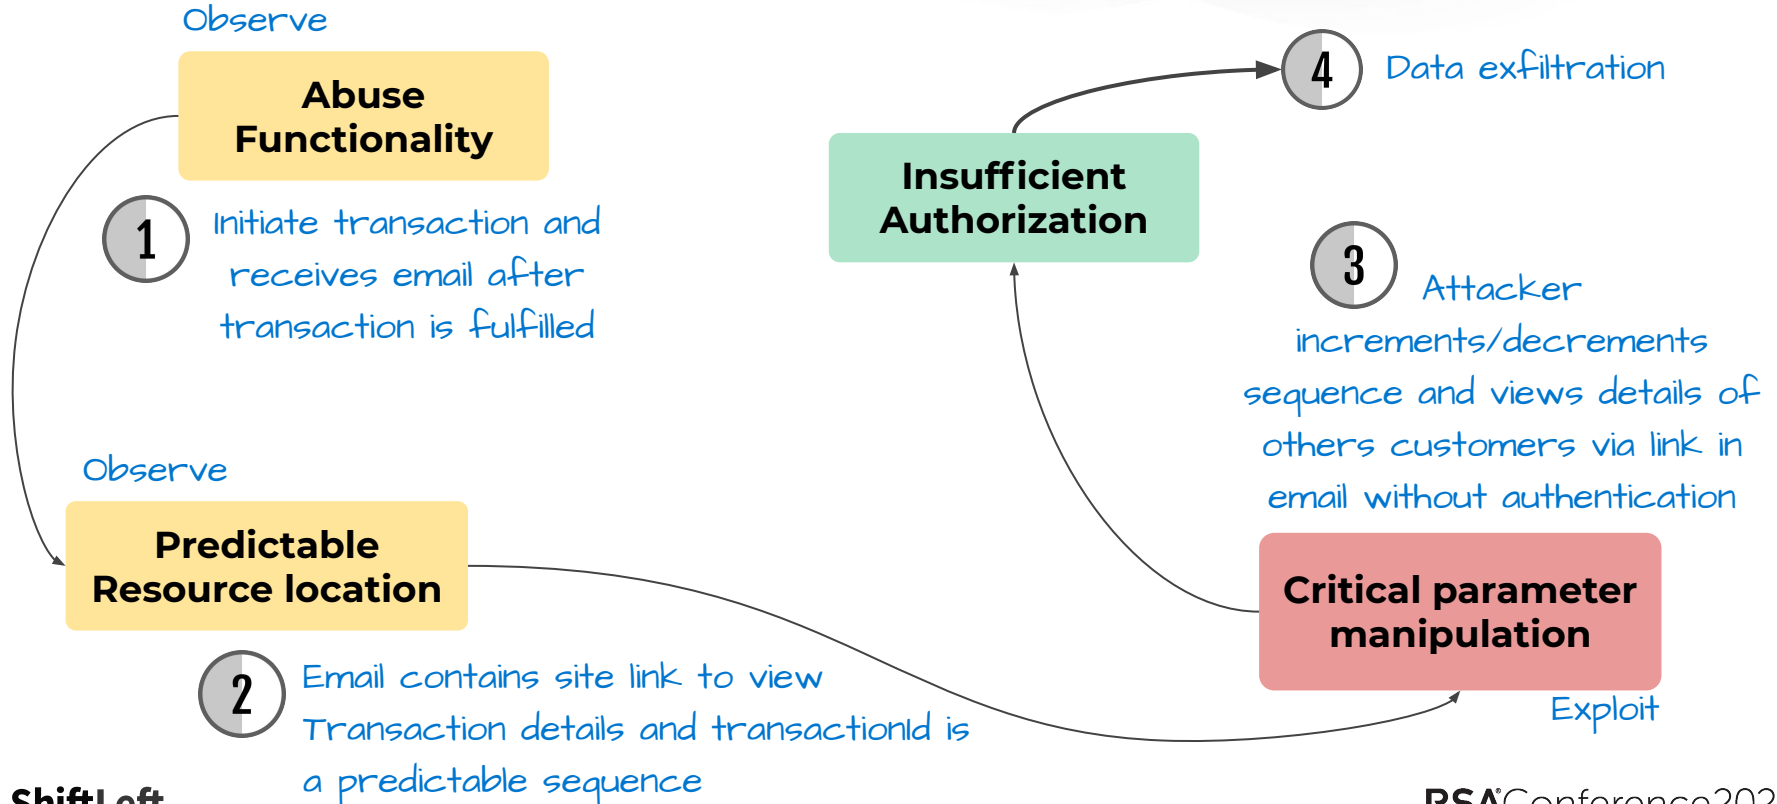 Observe
Abuse
Functionality
1
Initiate transaction and
receives email after
transaction is fulfilled
Observe
Predictable
Resource location
2
Email contains site link to view
Transaction details and transactionId is
a predictable sequence
4
Data exfiltration
Insufficient
Authorization
3
Attacker
increments/decrements
sequence and views details of
others customers via link in
email without authentication
Critical parameter
manipulation
Exploit
ShiftLeft
RSAConference202